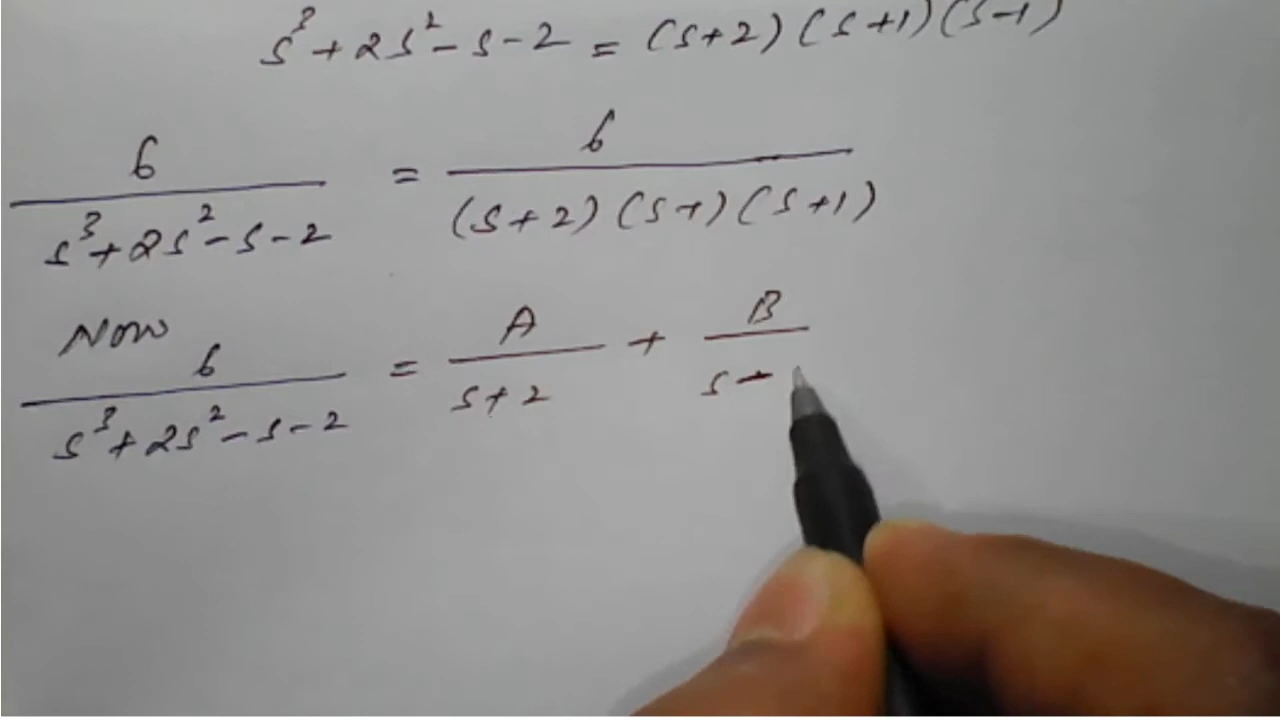 s³ + 2s² - s - 2 = (s+2) (s+1) (s-1)
6 / (s³ + 2s² - s - 2) = 6 / ((s+2) (s-1) (s+1))
Now
6 / (s³ + 2s² - s - 2) = A / (s+2) + B / (s -